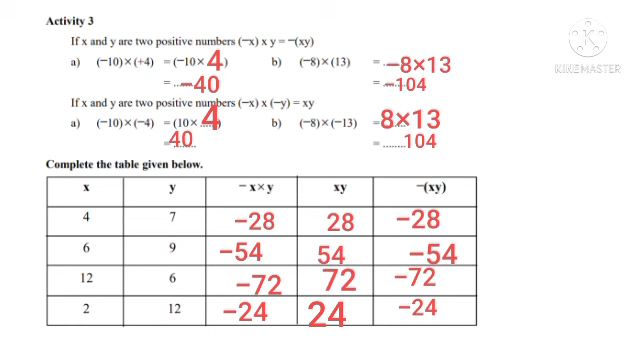 Activity 3
If x and y are two positive numbers (⁻x) x y = ⁻(xy)
a) (⁻10)×(+4) = (⁻10× 4 ) b) (⁻8)×(13) = ...-8×13
= ...-40 = ...-104
If x and y are two positive numbers (⁻x) x (⁻y) = xy
a) (⁻10)×(⁻4) = (10× 4 b) (⁻8)×(⁻13) =8×13
=40...... = ........104
Complete the table given below.
x y ⁻x×y xy ⁻(xy)
4 7 -28 28 -28
6 9 -54 54 -54
12 6 -72 72 -72
2 12 -24 24 -24
KINEMASTER